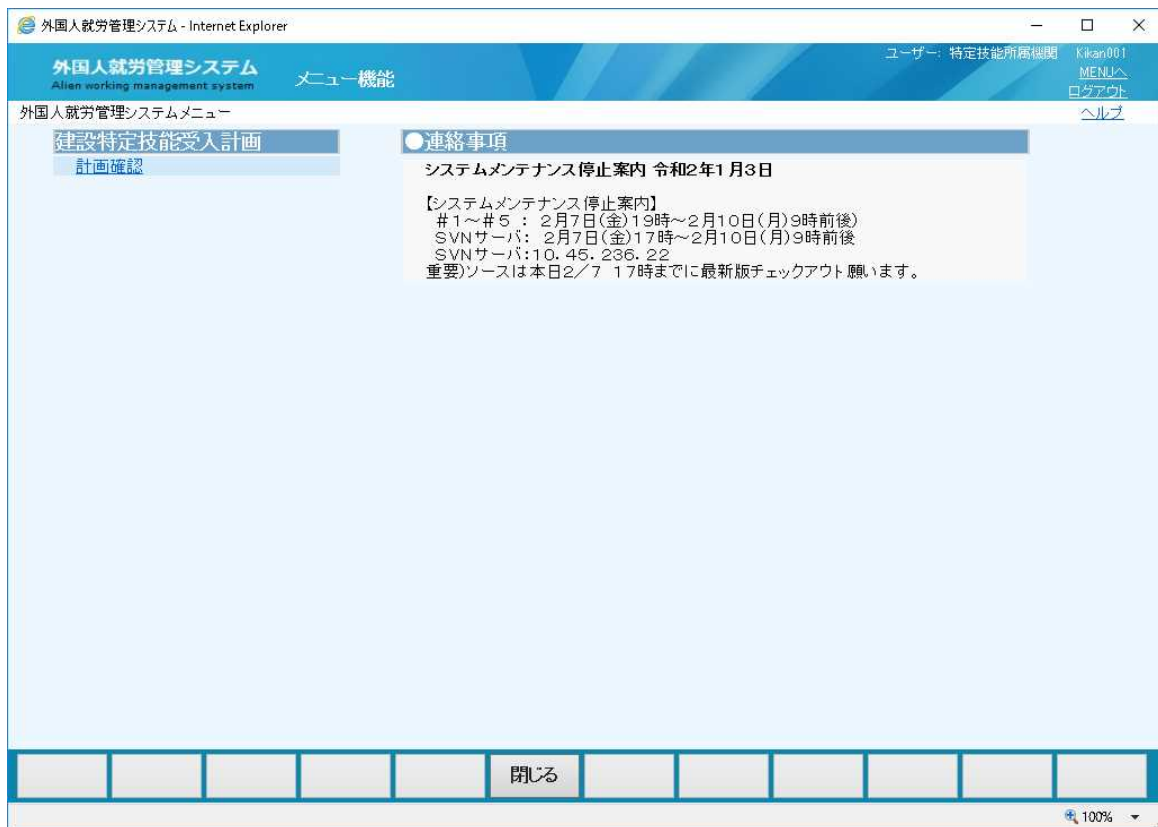 外国人就労管理システム - Internet Explorer
外国人就労管理システム
Alien working management system
メニュー機能
ユーザー: 特定技能所属機関 Kikan001
MENUへ
ログアウト
外国人就労管理システムメニュー
ヘルプ
建設特定技能受入計画
計画確認
●連絡事項
システムメンテナンス停止案内 令和2年1月3日
【システムメンテナンス停止案内】
#1~#5 : 2月7日(金)19時~2月10日(月)9時前後)
SVNサーバ: 2月7日(金)17時~2月10日(月)9時前後
SVNサーバ:10.45.236.22
重要)ソースは本日2/7 17時までに最新版チェックアウト願います。
閉じる
100%